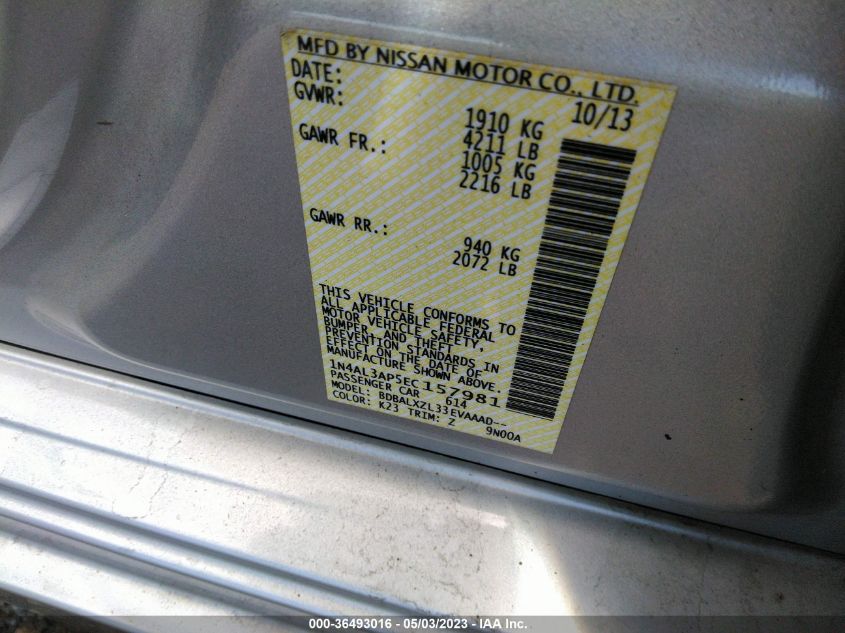 MFD BY NISSAN MOTOR CO., LTD.
DATE: 10/13
GVWR: 1910 KG
4211 LB
GAWR FR.: 1005 KG
2216 LB
GAWR RR.: 940 KG
2072 LB
THIS VEHICLE CONFORMS TO
ALL APPLICABLE FEDERAL
MOTOR VEHICLE SAFETY,
BUMPER, AND THEFT
PREVENTION STANDARDS IN
EFFECT ON THE DATE OF
MANUFACTURE SHOWN ABOVE.
1N4AL3AP5EC157981
PASSENGER CAR 614
MODEL: BDBALXZL33EVAAAD--
COLOR: K23 TRIM: Z 9N00A
000-36493016 - 05/03/2023 - IAA Inc.